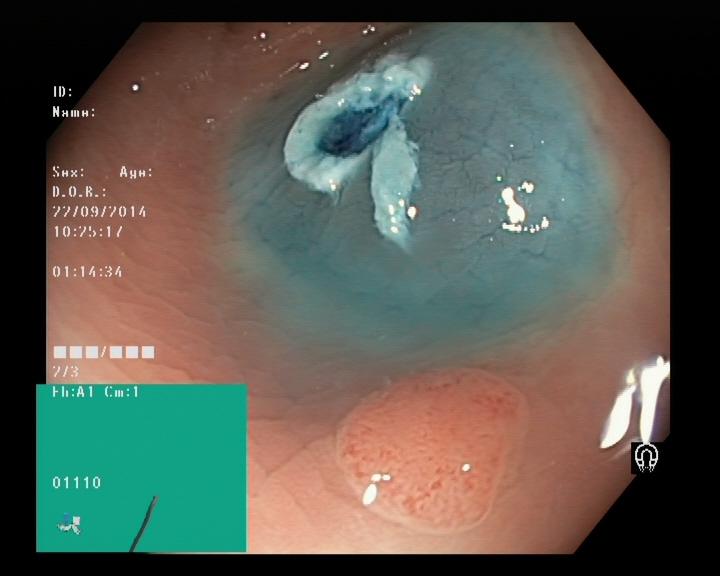 ID:
Name:
Sex: Age:
D.O.B.:
22/09/2014
10:25:17
01:14:34
■■■/■■■
2/3
Eh:A1 Cm:1
01110